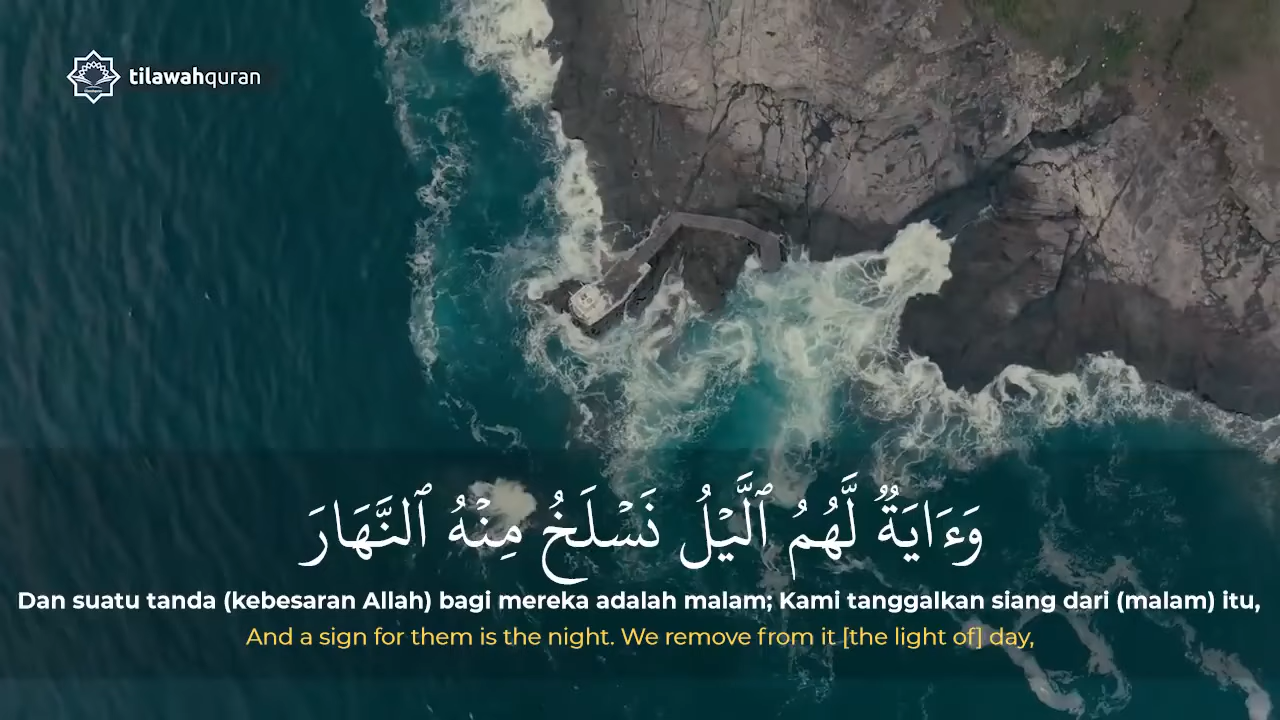 tilawahquran
وَءَايَةٌ لَّهُمُ ٱلَّيْلُ نَسْلَخُ مِنْهُ ٱلنَّهَارَ
Dan suatu tanda (kebesaran Allah) bagi mereka adalah malam; Kami tanggalkan siang dari (malam) itu,
And a sign for them is the night. We remove from it [the light of] day,